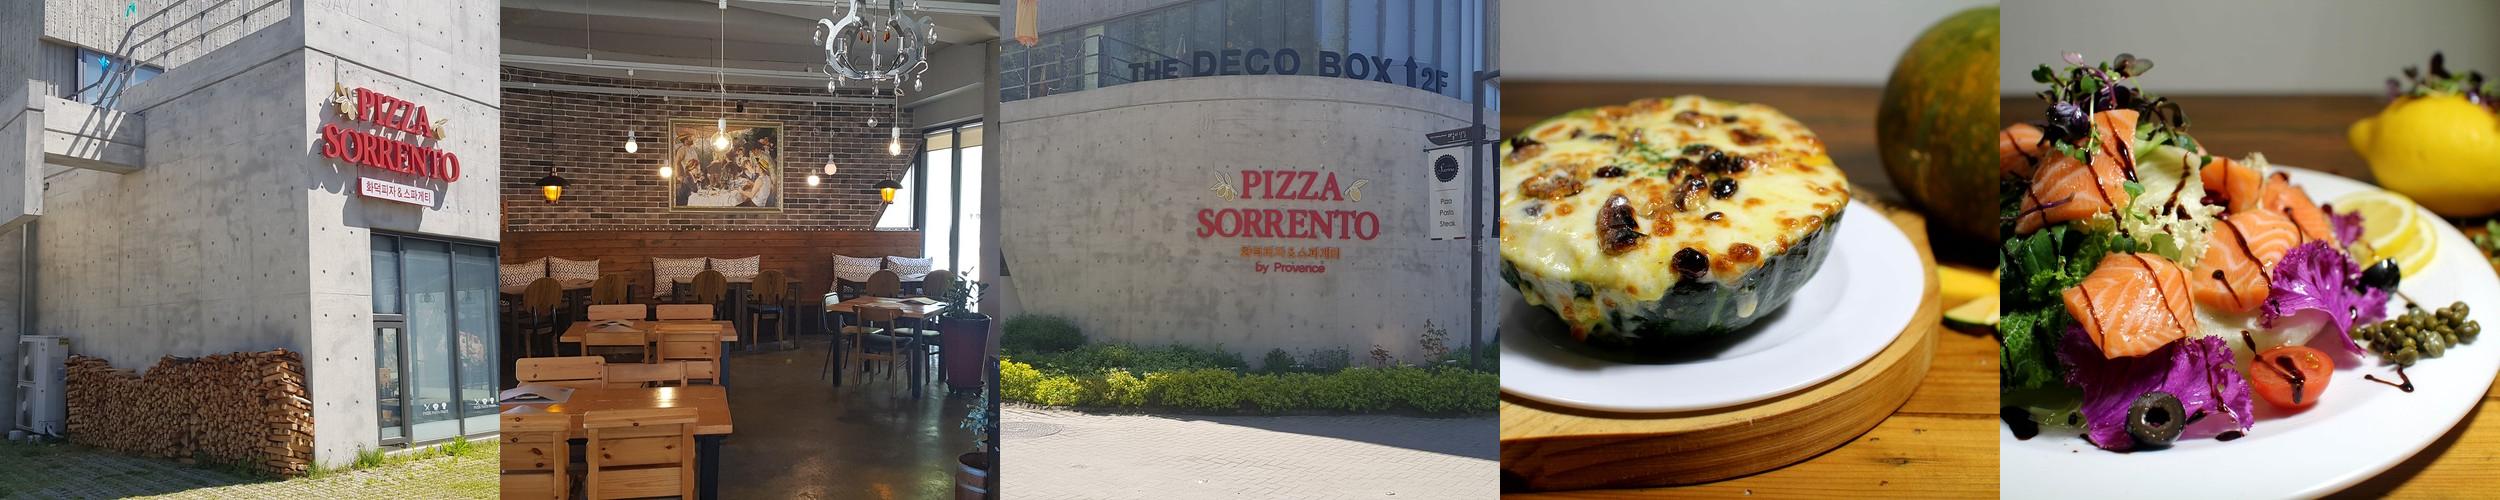 PIZZA
SORRENTO
화덕피자 & 스파게티
THE DECO BOX ↑ 2F
PIZZA
SORRENTO
화덕피자 & 스파게티
by Provence
Pizza
Pasta
Steak